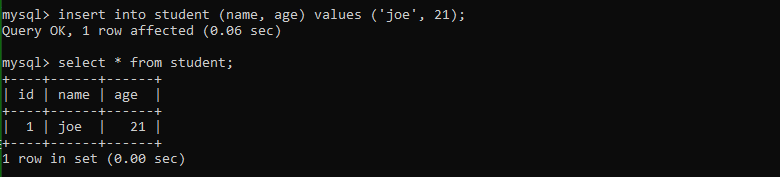 mysql> insert into student (name, age) values ('joe', 21);
Query OK, 1 row affected (0.06 sec)
mysql> select * from student;
+----+------+------+
| id | name | age  |
+----+------+------+
|  1 | joe  |   21 |
+----+------+------+
1 row in set (0.00 sec)